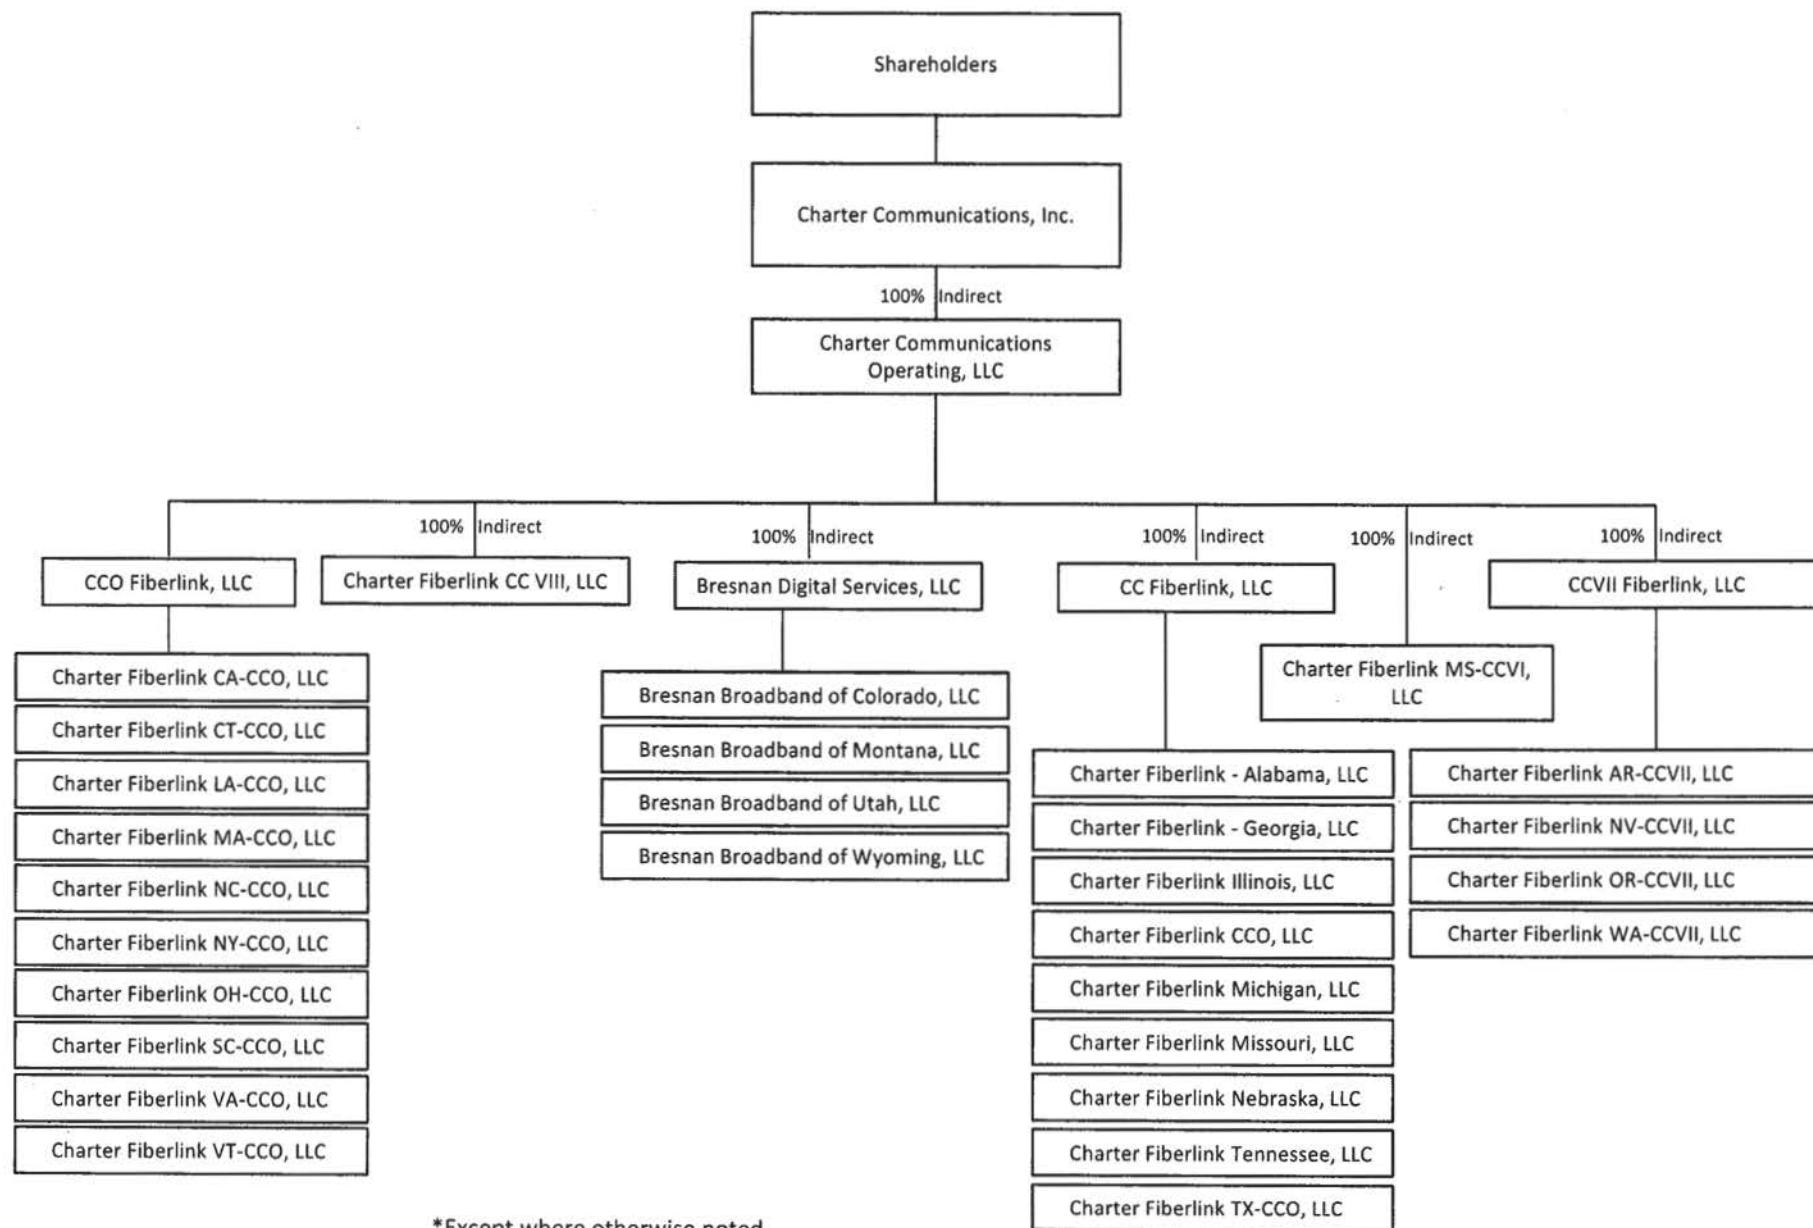 Shareholders
Charter Communications, Inc.
100% Indirect
Charter Communications
Operating, LLC
100% Indirect
100% Indirect
100% Indirect
100% Indirect
100% Indirect
CCO Fiberlink, LLC
Charter Fiberlink CC VIII, LLC
Bresnan Digital Services, LLC
CC Fiberlink, LLC
CCVII Fiberlink, LLC
Charter Fiberlink MS-CCVI,
LLC
Charter Fiberlink CA-CCO, LLC
Charter Fiberlink CT-CCO, LLC
Charter Fiberlink LA-CCO, LLC
Charter Fiberlink MA-CCO, LLC
Charter Fiberlink NC-CCO, LLC
Charter Fiberlink NY-CCO, LLC
Charter Fiberlink OH-CCO, LLC
Charter Fiberlink SC-CCO, LLC
Charter Fiberlink VA-CCO, LLC
Charter Fiberlink VT-CCO, LLC
Bresnan Broadband of Colorado, LLC
Bresnan Broadband of Montana, LLC
Bresnan Broadband of Utah, LLC
Bresnan Broadband of Wyoming, LLC
Charter Fiberlink - Alabama, LLC
Charter Fiberlink - Georgia, LLC
Charter Fiberlink Illinois, LLC
Charter Fiberlink CCO, LLC
Charter Fiberlink Michigan, LLC
Charter Fiberlink Missouri, LLC
Charter Fiberlink Nebraska, LLC
Charter Fiberlink Tennessee, LLC
Charter Fiberlink TX-CCO, LLC
Charter Fiberlink AR-CCVII, LLC
Charter Fiberlink NV-CCVII, LLC
Charter Fiberlink OR-CCVII, LLC
Charter Fiberlink WA-CCVII, LLC
*Except where otherwise noted